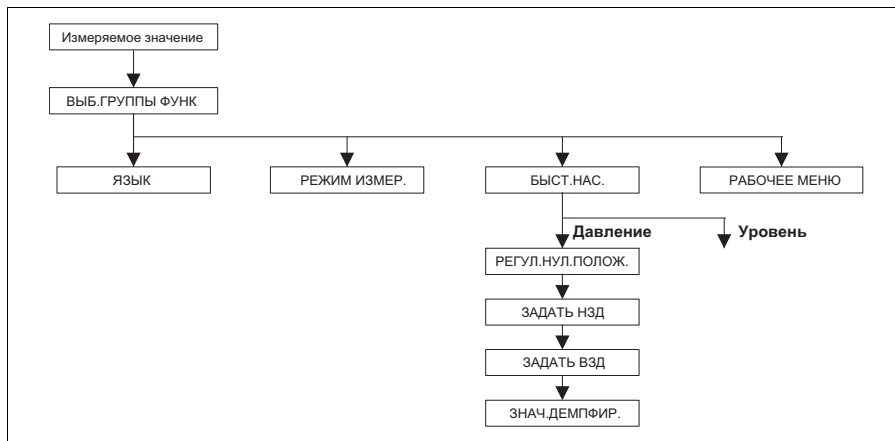 Измеряемое значение
ВЫБ.ГРУППЫ ФУНК
ЯЗЫК
РЕЖИМ ИЗМЕР.
БЫСТ.НАС.
РАБОЧЕЕ МЕНЮ
Давление
Уровень
РЕГУЛ.НУЛ.ПОЛОЖ.
ЗАДАТЬ НЗД
ЗАДАТЬ ВЗД
ЗНАЧ.ДЕМПФИР.